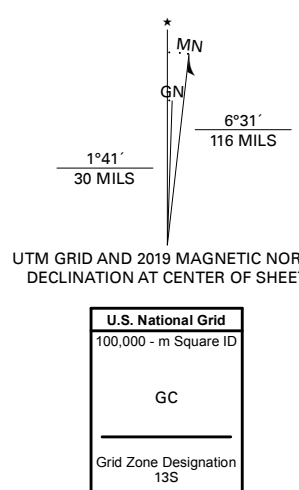 ★
MN
GN
6°31´
116 MILS
1°41´
30 MILS
UTM GRID AND 2019 MAGNETIC NOR
DECLINATION AT CENTER OF SHEET
U.S. National Grid
100,000 - m Square ID
GC
Grid Zone Designation
13S